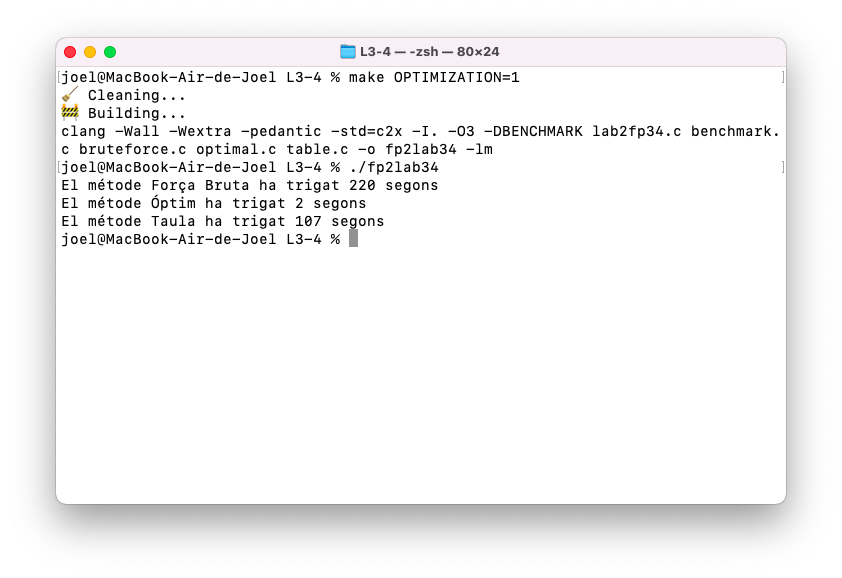 L3-4 — -zsh — 80×24
[joel@MacBook-Air-de-Joel L3-4 % make OPTIMIZATION=1 ]
🧹 Cleaning...
🚧 Building...
clang -Wall -Wextra -pedantic -std=c2x -I. -O3 -DBENCHMARK lab2fp34.c benchmark.
c bruteforce.c optimal.c table.c -o fp2lab34 -lm
[joel@MacBook-Air-de-Joel L3-4 % ./fp2lab34 ]
El métode Força Bruta ha trigat 220 segons
El métode Óptim ha trigat 2 segons
El métode Taula ha trigat 107 segons
joel@MacBook-Air-de-Joel L3-4 %